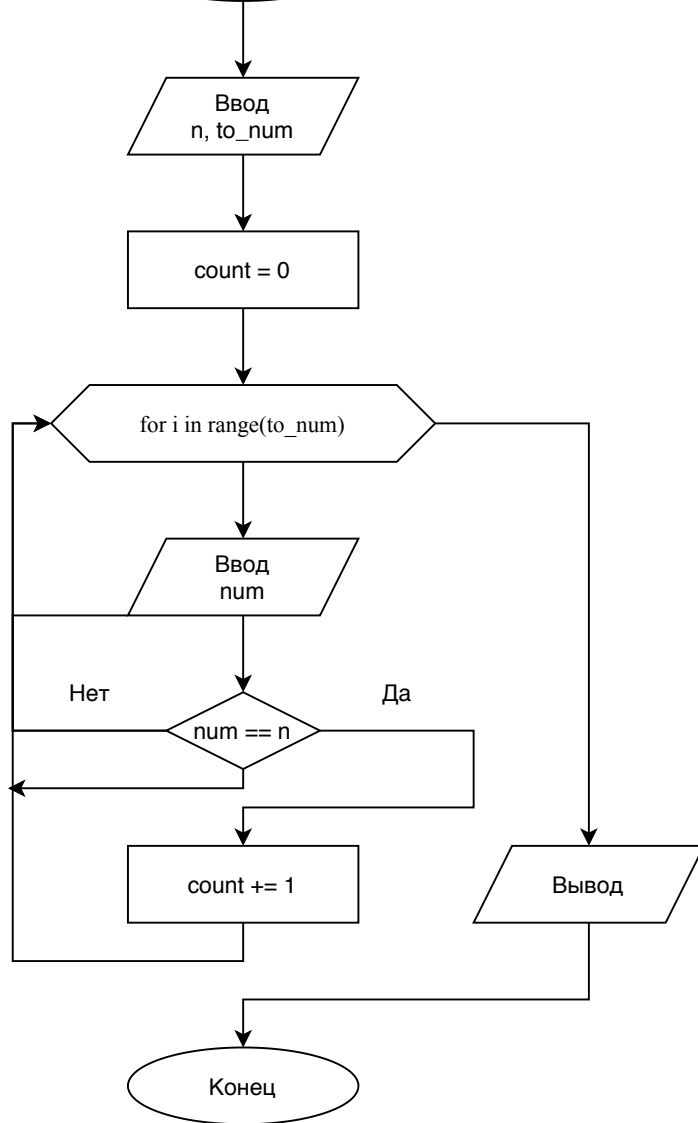 Ввод
n, to_num
count = 0
for i in range(to_num)
Ввод
num
Нет
Да
num == n
count += 1
Вывод
Конец